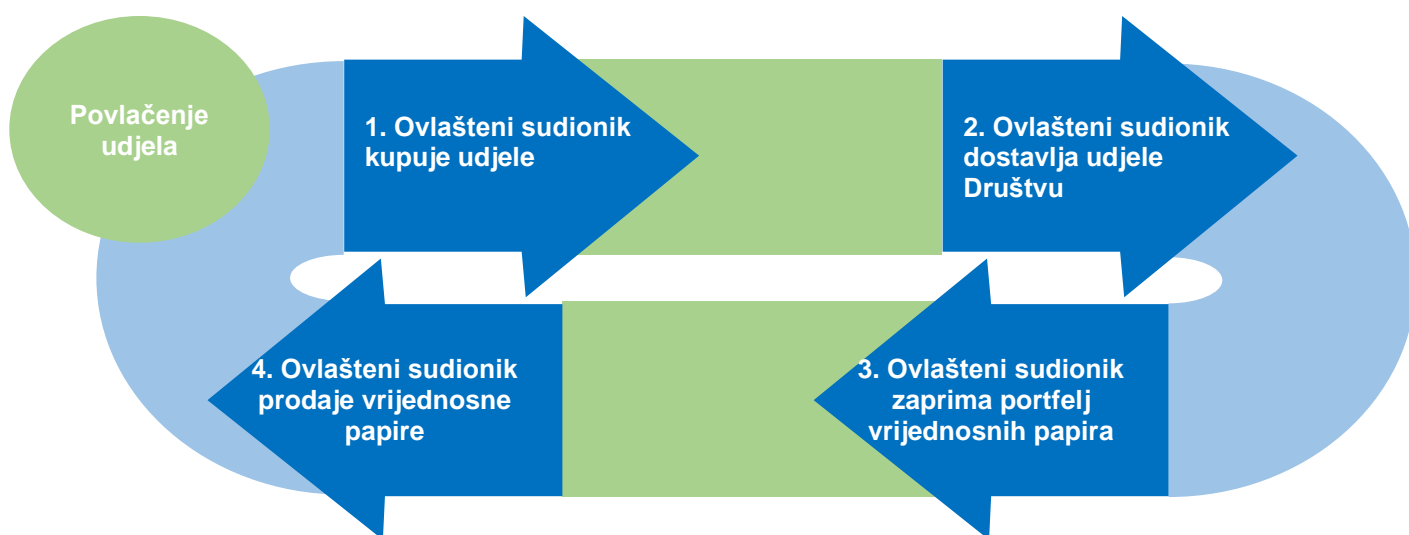 Povlačenje
udjela
1. Ovlašteni sudionik
kupuje udjele
2. Ovlašteni sudionik
dostavlja udjele
Društvu
3. Ovlašteni sudionik
zaprima portfelj
vrijednosnih papira
4. Ovlašteni sudionik
prodaje vrijednosne
papire